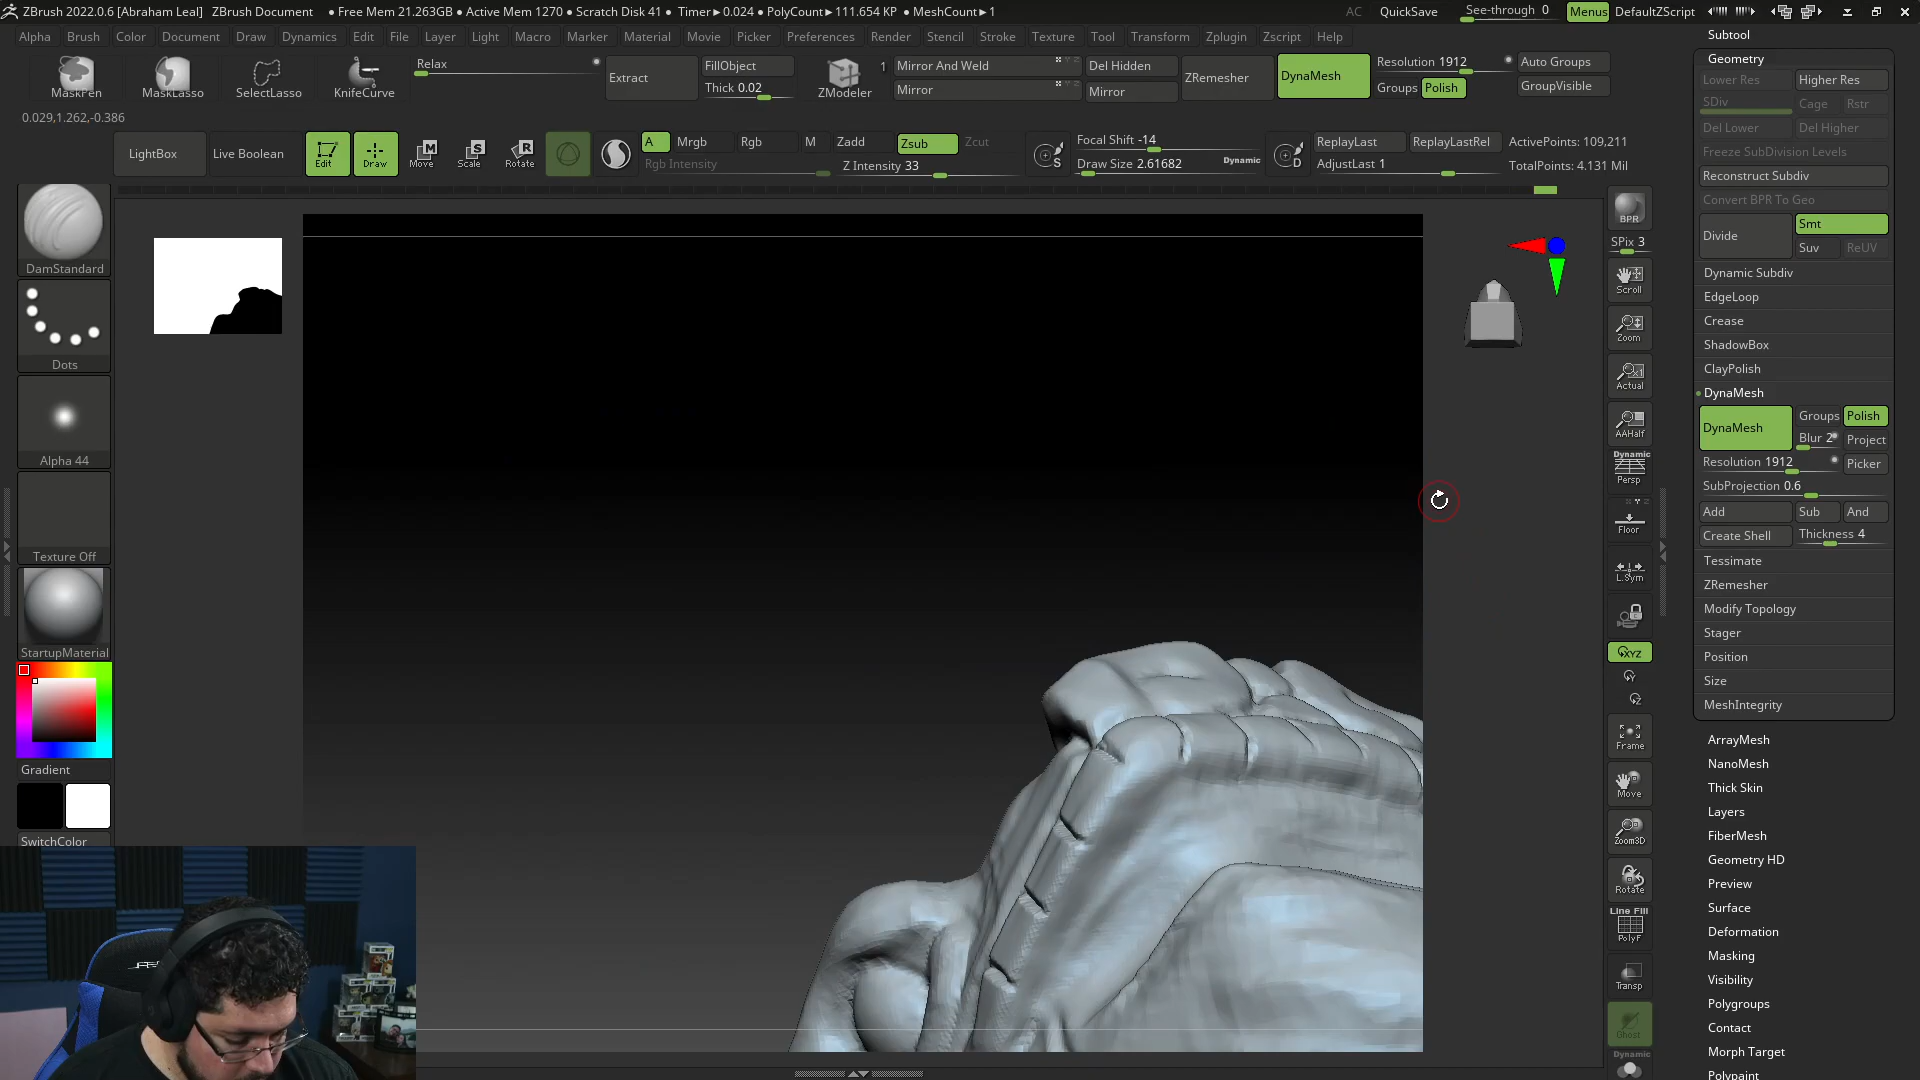 ZBrush 2022.0.6 [Abraham Leal] ZBrush Document • Free Mem 21.263GB • Active Mem 1270 • Scratch Disk 41 • Timer▸0.024 • PolyCount▸111.654 KP • MeshCount▸1 AC QuickSave See-through 0 Menus DefaultZScript
Alpha Brush Color Document Draw Dynamics Edit File Layer Light Macro Marker Material Movie Picker Preferences Render Stencil Stroke Texture Tool Transform Zplugin Zscript Help
MaskPen MaskLasso SelectLasso KnifeCurve
Relax
Extract
FillObject
Thick 0.02
ZModeler
1
Mirror And Weld
Mirror
Del Hidden
Mirror
ZRemesher
DynaMesh
Resolution 1912
Groups Polish
Auto Groups
GroupVisible
0.029,1.262,-0.386
LightBox Live Boolean Edit Draw Move Scale Rotate
A Mrgb Rgb M Zadd Zsub Zcut
Rgb Intensity Z Intensity 33
Focal Shift -14
Draw Size 2.61682 Dynamic
ReplayLast ReplayLastRel
AdjustLast 1
ActivePoints: 109,211
TotalPoints: 4.131 Mil
DamStandard
Dots
Alpha 44
Texture Off
StartupMaterial
Gradient
SwitchColor
BPR
SPix 3
Scroll
Zoom
Actual
AAHalf
Dynamic
Persp
Floor
L.Sym
XYZ
Frame
Move
Zoom3D
Rotate
Line Fill
PolyF
Transp
Ghost
Dynamic
Subtool
Geometry
Lower Res Higher Res
SDiv Cage Rstr
Del Lower Del Higher
Freeze SubDivision Levels
Reconstruct Subdiv
Convert BPR To Geo
Divide Smt
Suv ReUV
Dynamic Subdiv
EdgeLoop
Crease
ShadowBox
ClayPolish
DynaMesh
DynaMesh Groups Polish
Blur 2 Project
Resolution 1912 Picker
SubProjection 0.6
Add Sub And
Create Shell Thickness 4
Tessimate
ZRemesher
Modify Topology
Stager
Position
Size
MeshIntegrity
ArrayMesh
NanoMesh
Thick Skin
Layers
FiberMesh
Geometry HD
Preview
Surface
Deformation
Masking
Visibility
Polygroups
Contact
Morph Target
Polypaint